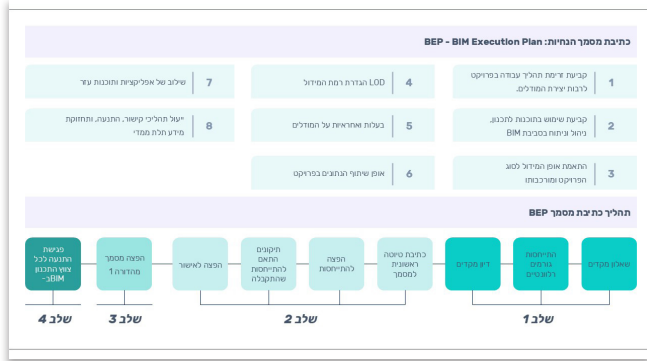 כתיבת מסמך הנחיות: BEP - BIM Execution Plan
1
קביעת זרימת תהליך עבודה בפרויקט
לרבות יצירת המודלים.
2
קביעת שימוש בתוכנות לתכנון,
ניהול וניתוח בסביבת BIM
3
התאמת אופן המידול לסוג
הפרויקט ומורכבותו
4
LOD הגדרת רמת המידול
5
בעלות ואחראיות על המודלים
6
אופן שיתוף הנתונים בפרויקט
7
שילוב של אפליקציות ותוכנות עזר
8
ייעול תהליכי קישור, התנעה, ותחזוקת
מידע תלת ממדי
תהליך כתיבת מסמך BEP
שאלון מקדים
התייחסות
גורמים
רלוונטיים
דיון מקדים
כתיבת טיוטה
ראשונית
למסמך
הפצה
להתייחסות
תיקונים
התאם
להתייחסות
שהתקבלה
הפצה לאישור
הפצת מסמך
מהדורה 1
פגישת
התנעה לכל
צוות התכנון
ב-BIM
שלב 1
שלב 2
שלב 3
שלב 4